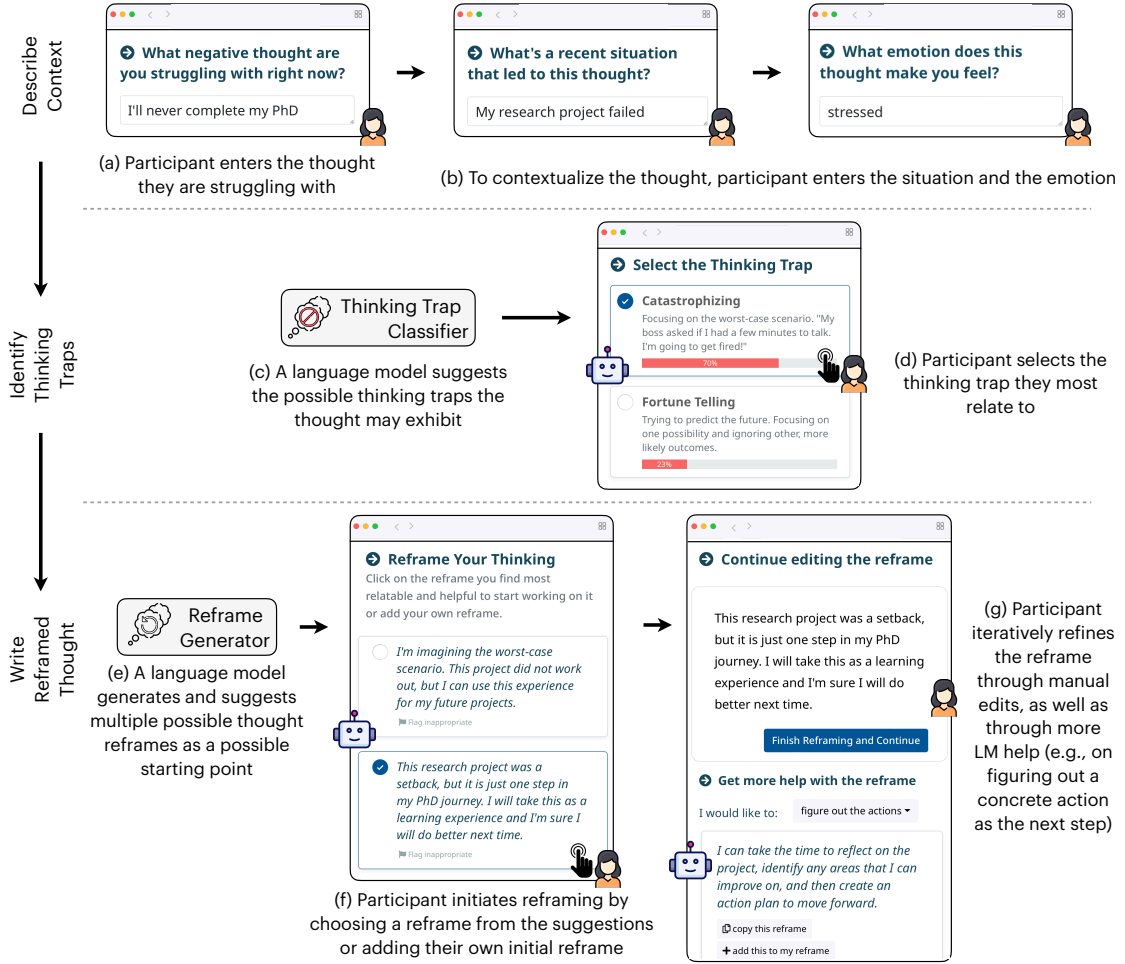 Describe
Context
What negative thought are
you struggling with right now?
I'll never complete my PhD
What's a recent situation
that led to this thought?
My research project failed
What emotion does this
thought make you feel?
stressed
(a) Participant enters the thought
they are struggling with
(b) To contextualize the thought, participant enters the situation and the emotion
Identify
Thinking
Traps
Thinking Trap
Classifier
(c) A language model suggests
the possible thinking traps the
thought may exhibit
Select the Thinking Trap
Catastrophizing
Focusing on the worst-case scenario. "My
boss asked if I had a few minutes to talk.
I'm going to get fired!"
70%
Fortune Telling
Trying to predict the future. Focusing on
one possibility and ignoring other, more
likely outcomes.
23%
(d) Participant selects the
thinking trap they most
relate to
Write
Reframed
Thought
Reframe
Generator
(e) A language model
generates and suggests
multiple possible thought
reframes as a possible
starting point
Reframe Your Thinking
Click on the reframe you find most
relatable and helpful to start working on it
or add your own reframe.
I'm imagining the worst-case
scenario. This project did not work
out, but I can use this experience
for my future projects.
Flag inappropriate
This research project was a
setback, but it is just one step in
my PhD journey. I will take this as a
learning experience and I'm sure I
will do better next time.
Flag inappropriate
(f) Participant initiates reframing by
choosing a reframe from the suggestions
or adding their own initial reframe
Continue editing the reframe
This research project was a setback,
but it is just one step in my PhD
journey. I will take this as a learning
experience and I'm sure I will do
better next time.
Finish Reframing and Continue
Get more help with the reframe
I would like to:
figure out the actions
I can take the time to reflect on the
project, identify any areas that I can
improve on, and then create an
action plan to move forward.
copy this reframe
add this to my reframe
(g) Participant
iteratively refines
the reframe
through manual
edits, as well as
through more
LM help (e.g., on
figuring out a
concrete action
as the next step)